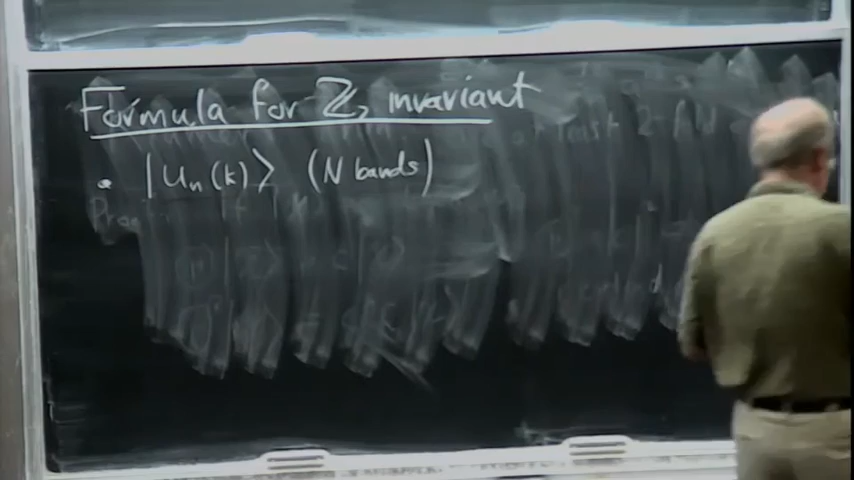 Formula for ℤ₂ invariant
• |uₙ(k)⟩ (N bands)